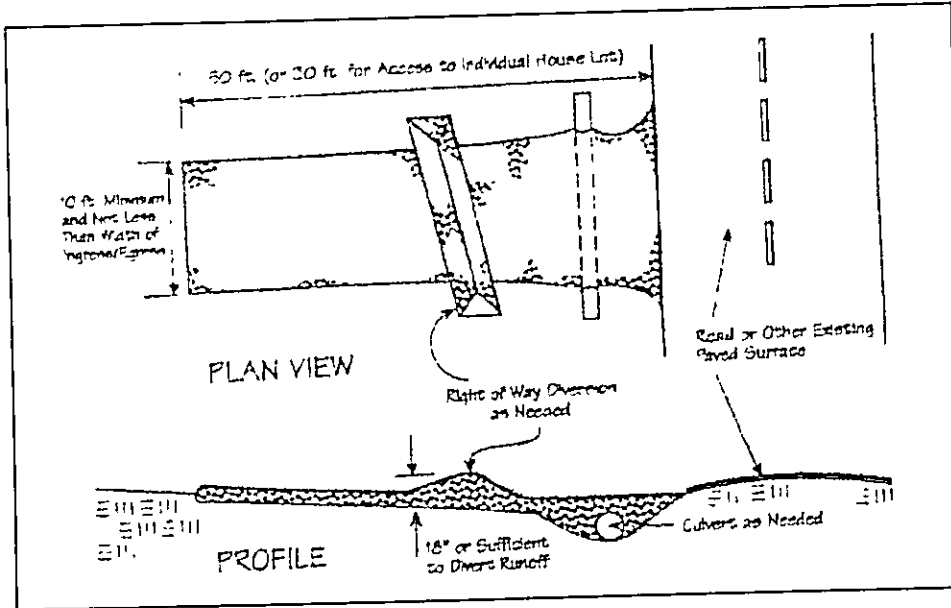 (or 30 ft. for Access to Individual House Lot)
10 ft. Minimum
and Not Less
Than Width of
Ingress/Egress
PLAN VIEW
Road or Other Existing
Paved Surface
Right of Way Diversion
as Needed
Culvert as Needed
18" or Sufficient
to Divert Runoff
PROFILE